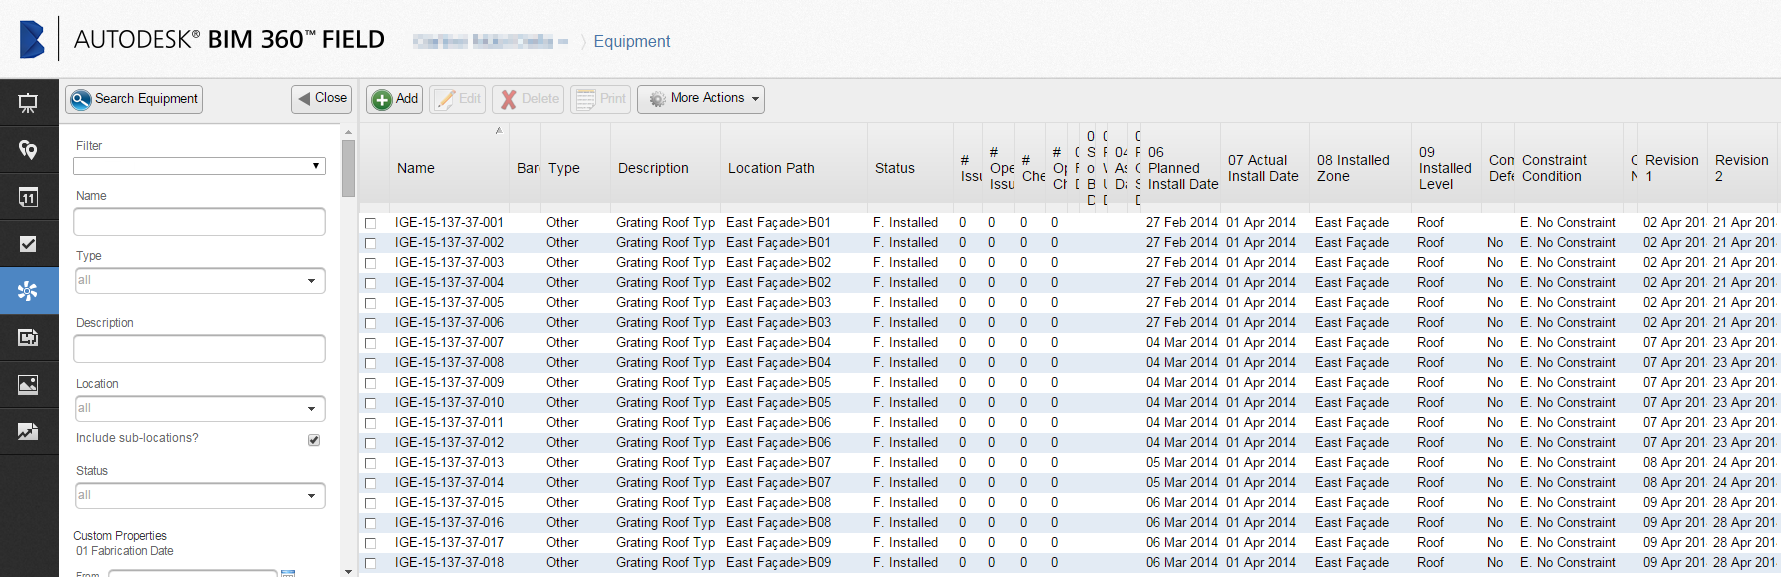 AUTODESK® BIM 360™ FIELD
Equipment
Search Equipment
Close
Add
Edit
Delete
Print
More Actions
Filter
Name
Type
all
Description
Location
all
Include sub-locations?
Status
all
Custom Properties
01 Fabrication Date
From
11
Name Type Description Location Path Status # # # # 06 Planned Install Date 07 Actual Install Date 08 Installed Zone 09 Installed Level Constraint Condition Revision 1 Revision 2
IGE-15-137-37-001 Other Grating Roof Typ East Façade>B01 F. Installed 0 0 0 0 27 Feb 2014 01 Apr 2014 East Façade Roof E. No Constraint 02 Apr 201 21 Apr 201
IGE-15-137-37-002 Other Grating Roof Typ East Façade>B01 F. Installed 0 0 0 0 27 Feb 2014 01 Apr 2014 East Façade Roof No E. No Constraint 02 Apr 201 21 Apr 201
IGE-15-137-37-003 Other Grating Roof Typ East Façade>B02 F. Installed 0 0 0 0 27 Feb 2014 01 Apr 2014 East Façade Roof No E. No Constraint 02 Apr 201 21 Apr 201
IGE-15-137-37-004 Other Grating Roof Typ East Façade>B02 F. Installed 0 0 0 0 27 Feb 2014 01 Apr 2014 East Façade Roof No E. No Constraint 02 Apr 201 21 Apr 201
IGE-15-137-37-005 Other Grating Roof Typ East Façade>B03 F. Installed 0 0 0 0 27 Feb 2014 01 Apr 2014 East Façade Roof No E. No Constraint 02 Apr 201 21 Apr 201
IGE-15-137-37-006 Other Grating Roof Typ East Façade>B03 F. Installed 0 0 0 0 27 Feb 2014 01 Apr 2014 East Façade Roof No E. No Constraint 02 Apr 201 21 Apr 201
IGE-15-137-37-007 Other Grating Roof Typ East Façade>B04 F. Installed 0 0 0 0 04 Mar 2014 01 Apr 2014 East Façade Roof No E. No Constraint 07 Apr 201 23 Apr 201
IGE-15-137-37-008 Other Grating Roof Typ East Façade>B04 F. Installed 0 0 0 0 04 Mar 2014 01 Apr 2014 East Façade Roof No E. No Constraint 07 Apr 201 23 Apr 201
IGE-15-137-37-009 Other Grating Roof Typ East Façade>B05 F. Installed 0 0 0 0 04 Mar 2014 01 Apr 2014 East Façade Roof No E. No Constraint 07 Apr 201 23 Apr 201
IGE-15-137-37-010 Other Grating Roof Typ East Façade>B05 F. Installed 0 0 0 0 04 Mar 2014 01 Apr 2014 East Façade Roof No E. No Constraint 07 Apr 201 23 Apr 201
IGE-15-137-37-011 Other Grating Roof Typ East Façade>B06 F. Installed 0 0 0 0 04 Mar 2014 01 Apr 2014 East Façade Roof No E. No Constraint 07 Apr 201 23 Apr 201
IGE-15-137-37-012 Other Grating Roof Typ East Façade>B06 F. Installed 0 0 0 0 04 Mar 2014 01 Apr 2014 East Façade Roof No E. No Constraint 07 Apr 201 23 Apr 201
IGE-15-137-37-013 Other Grating Roof Typ East Façade>B07 F. Installed 0 0 0 0 05 Mar 2014 01 Apr 2014 East Façade Roof No E. No Constraint 08 Apr 201 24 Apr 201
IGE-15-137-37-014 Other Grating Roof Typ East Façade>B07 F. Installed 0 0 0 0 05 Mar 2014 01 Apr 2014 East Façade Roof No E. No Constraint 08 Apr 201 24 Apr 201
IGE-15-137-37-015 Other Grating Roof Typ East Façade>B08 F. Installed 0 0 0 0 06 Mar 2014 01 Apr 2014 East Façade Roof No E. No Constraint 09 Apr 201 28 Apr 201
IGE-15-137-37-016 Other Grating Roof Typ East Façade>B08 F. Installed 0 0 0 0 06 Mar 2014 01 Apr 2014 East Façade Roof No E. No Constraint 09 Apr 201 28 Apr 201
IGE-15-137-37-017 Other Grating Roof Typ East Façade>B09 F. Installed 0 0 0 0 06 Mar 2014 01 Apr 2014 East Façade Roof No E. No Constraint 09 Apr 201 28 Apr 201
IGE-15-137-37-018 Other Grating Roof Typ East Façade>B09 F. Installed 0 0 0 0 06 Mar 2014 01 Apr 2014 East Façade Roof No E. No Constraint 09 Apr 201 28 Apr 201